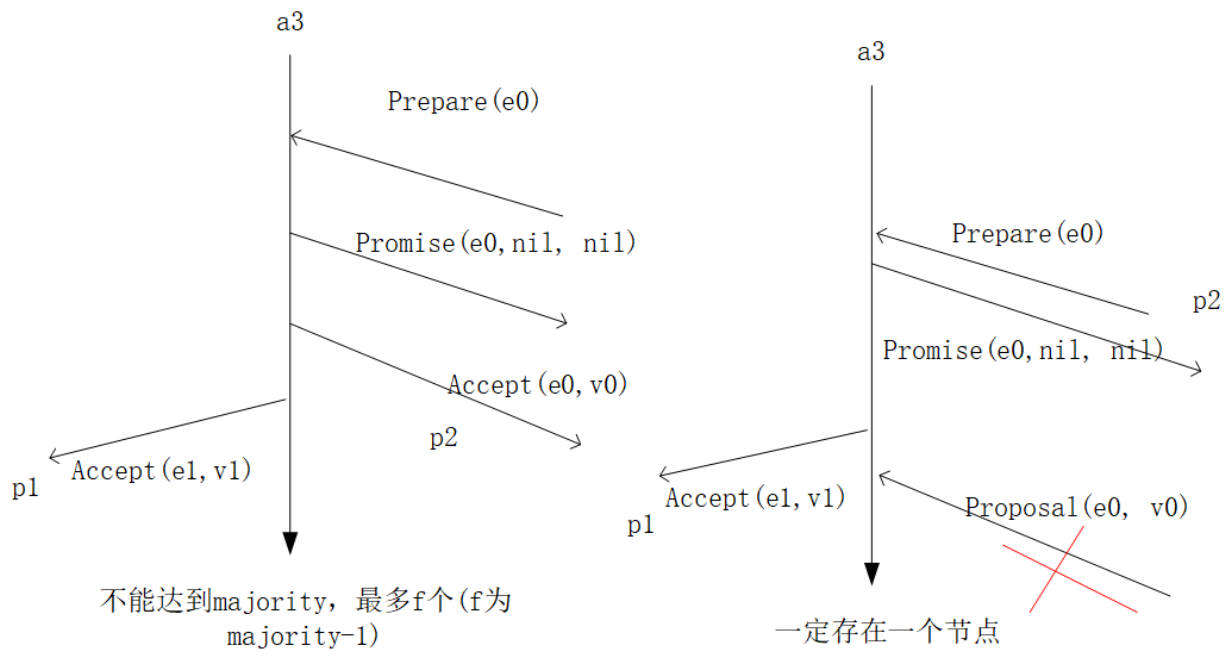 a3
Prepare(e0)
Promise(e0,nil, nil)
Accept(e0,v0)
p2
Accept(e1,v1)
p1
不能达到majority，最多f个(f为
majority-1)
a3
Prepare(e0)
p2
Promise(e0,nil, nil)
Accept(e1,v1)
p1
Proposal(e0, v0)
一定存在一个节点